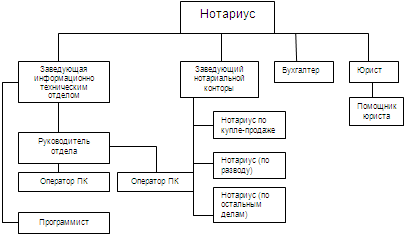 Нотариус
Заведующая
информационно
техническим
отделом
Заведующий
нотариальной
конторы
Бухгалтер
Юрист
Помощник
юриста
Нотариус по
купле-продаже
Руководитель
отдела
Нотариус (по
разводу)
Оператор ПК
Оператор ПК
Нотариус (по
остальным
делам)
Программист